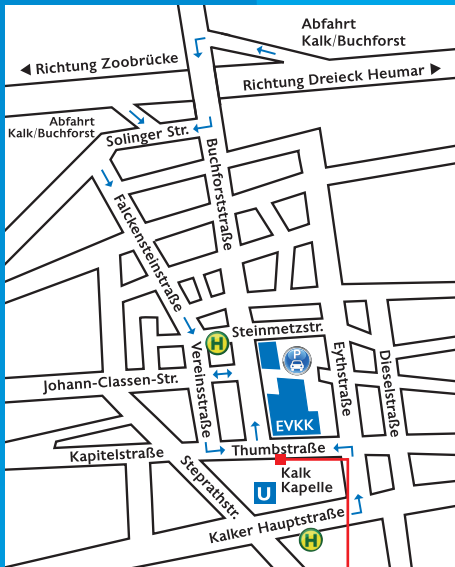 Abfahrt
Kalk/Buchforst
Richtung Zoobrücke
Richtung Dreieck Heumar
Abfahrt
Kalk/Buchforst
Solinger Str.
Buchforststraße
Falckensteinstraße
H
Steinmetzstr.
P
Vereinsstraße
Eythstraße
Dieselstraße
Johann-Classen-Str.
EVKK
Kapitelstraße
Thumbstraße
Kalk
Kapelle
U
Steprathstr.
Kalker Hauptstraße
H